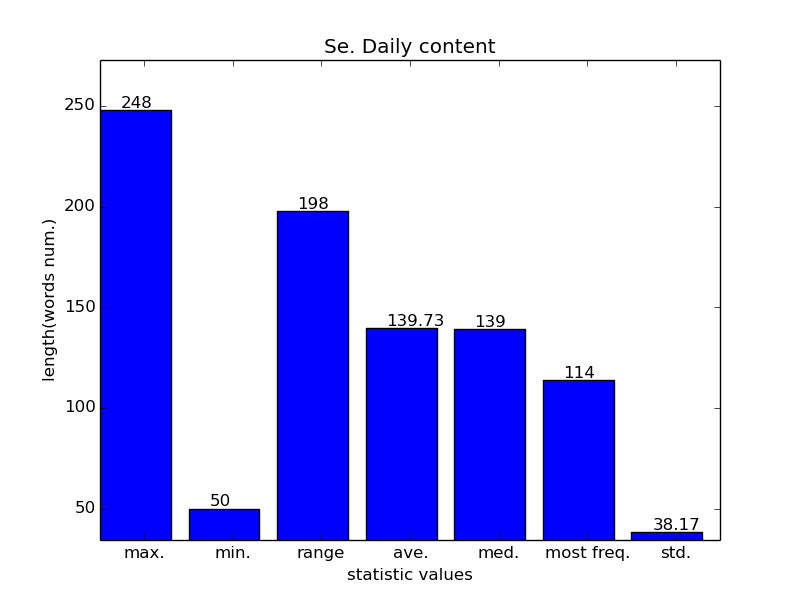 Se. Daily content
length(words num.)
250
200
150
100
50
248
50
198
139.73
139
114
38.17
max.
min.
range
ave.
med.
most freq.
std.
statistic values